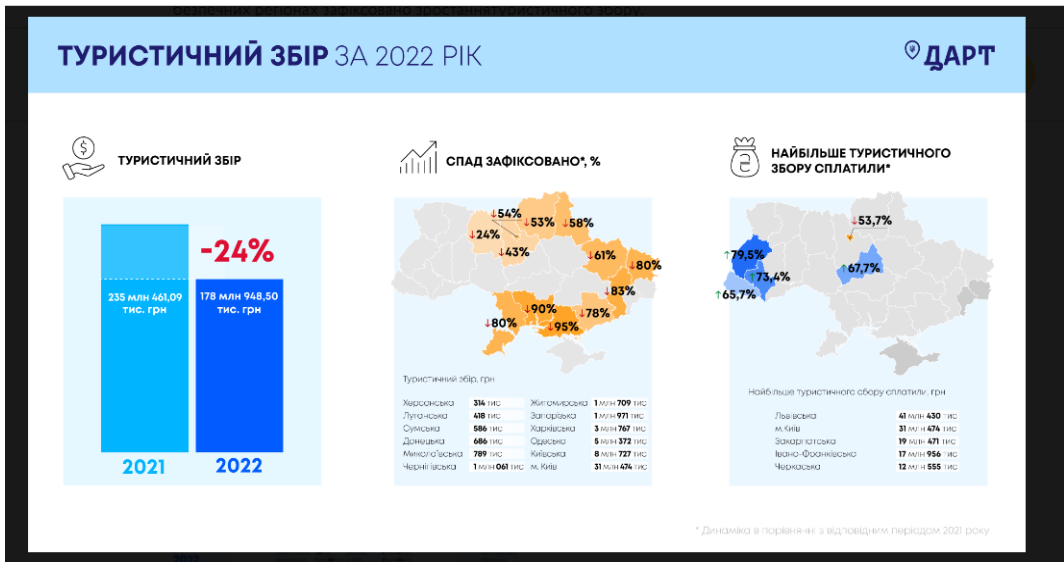 безпечних регіонах зафіксовано зростаннятуристичного збору.
ТУРИСТИЧНИЙ ЗБІР ЗА 2022 РІК
ДАРТ
ТУРИСТИЧНИЙ ЗБІР
-24%
235 млн 461,09
тис. грн
178 млн 948,50
тис. грн
2021
2022
СПАД ЗАФІКСОВАНО*, %
↓54%
↓53%
↓58%
↓24%
↓43%
↓61%
↓80%
↓83%
↓90%
↓78%
↓80%
↓95%
Туристичний збір, грн
Херсонська 314 тис
Луганська 418 тис
Сумська 586 тис
Донецька 686 тис
Миколаївська 789 тис
Чернігівська 1 млн 061 тис
Житомирська 1 млн 709 тис
Запорізька 1 млн 971 тис
Харківська 3 млн 767 тис
Одеська 5 млн 372 тис
Київська 8 млн 727 тис
м. Київ 31 млн 474 тис
НАЙБІЛЬШЕ ТУРИСТИЧНОГО
ЗБОРУ СПЛАТИЛИ*
↓53,7%
↑79,5%
↑67,7%
↑73,4%
↑65,7%
Найбільше туристичного збору сплатили, грн
Львівська 41 млн 430 тис
м.Київ 31 млн 474 тис
Закарпатська 19 млн 471 тис
Івано-Франківська 17 млн 956 тис
Черкаська 12 млн 555 тис
* Динаміка в порівнянні з відповідним періодом 2021 року